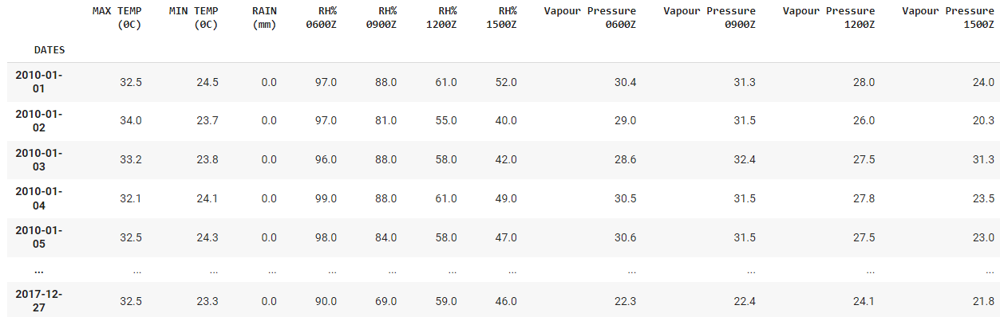 MAX TEMP MIN TEMP RAIN RH% RH% RH% RH% Vapour Pressure Vapour Pressure Vapour Pressure Vapour Pressure
(0C) (0C) (mm) 0600Z 0900Z 1200Z 1500Z 0600Z 0900Z 1200Z 1500Z
DATES
2010-01-
01 32.5 24.5 0.0 97.0 88.0 61.0 52.0 30.4 31.3 28.0 24.0
2010-01-
02 34.0 23.7 0.0 97.0 81.0 55.0 40.0 29.0 31.5 26.0 20.3
2010-01-
03 33.2 23.8 0.0 96.0 88.0 58.0 42.0 28.6 32.4 27.5 31.3
2010-01-
04 32.1 24.1 0.0 99.0 88.0 61.0 49.0 30.5 31.5 27.8 23.5
2010-01-
05 32.5 24.3 0.0 98.0 84.0 58.0 47.0 30.6 31.5 27.5 23.0
... ... ... ... ... ... ... ... ... ... ... ...
2017-12-
27 32.5 23.3 0.0 90.0 69.0 59.0 46.0 22.3 22.4 24.1 21.8